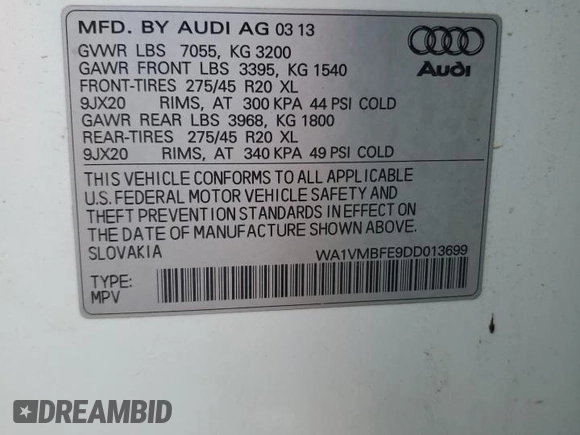 MFD. BY AUDI AG 03 13
GVWR LBS 7055, KG 3200
GAWR FRONT LBS 3395, KG 1540
FRONT-TIRES 275/45 R20 XL
9JX20 RIMS, AT 300 KPA 44 PSI COLD
GAWR REAR LBS 3968, KG 1800
REAR-TIRES 275/45 R20 XL
9JX20 RIMS, AT 340 KPA 49 PSI COLD
Audi
THIS VEHICLE CONFORMS TO ALL APPLICABLE
U.S. FEDERAL MOTOR VEHICLE SAFETY AND
THEFT PREVENTION STANDARDS IN EFFECT ON
THE DATE OF MANUFACTURE SHOWN ABOVE.
SLOVAKIA WA1VMBFE9DD013699
TYPE:
MPV
DREAMBID